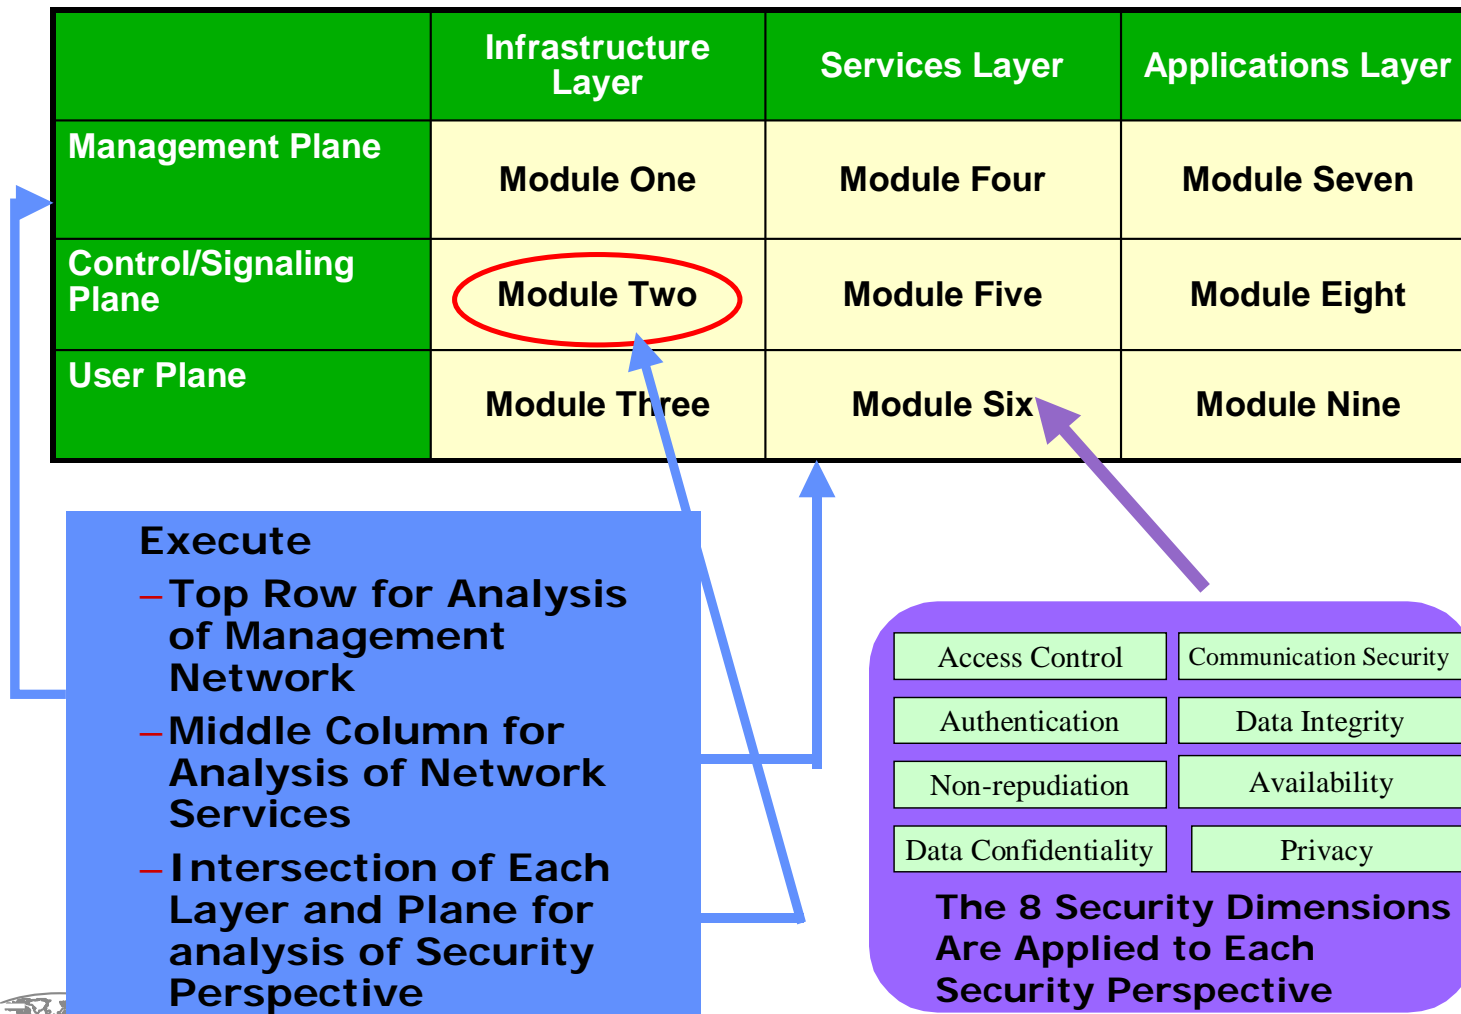 Infrastructure
Layer
Services Layer
Applications Layer
Management Plane
Module One
Module Four
Module Seven
Control/Signaling
Plane
Module Two
Module Five
Module Eight
User Plane
Module Three
Module Six
Module Nine
Execute
–Top Row for Analysis
of Management
Network
–Middle Column for
Analysis of Network
Services
–Intersection of Each
Layer and Plane for
analysis of Security
Perspective
Access Control
Communication Security
Authentication
Data Integrity
Non-repudiation
Availability
Data Confidentiality
Privacy
The 8 Security Dimensions
Are Applied to Each
Security Perspective